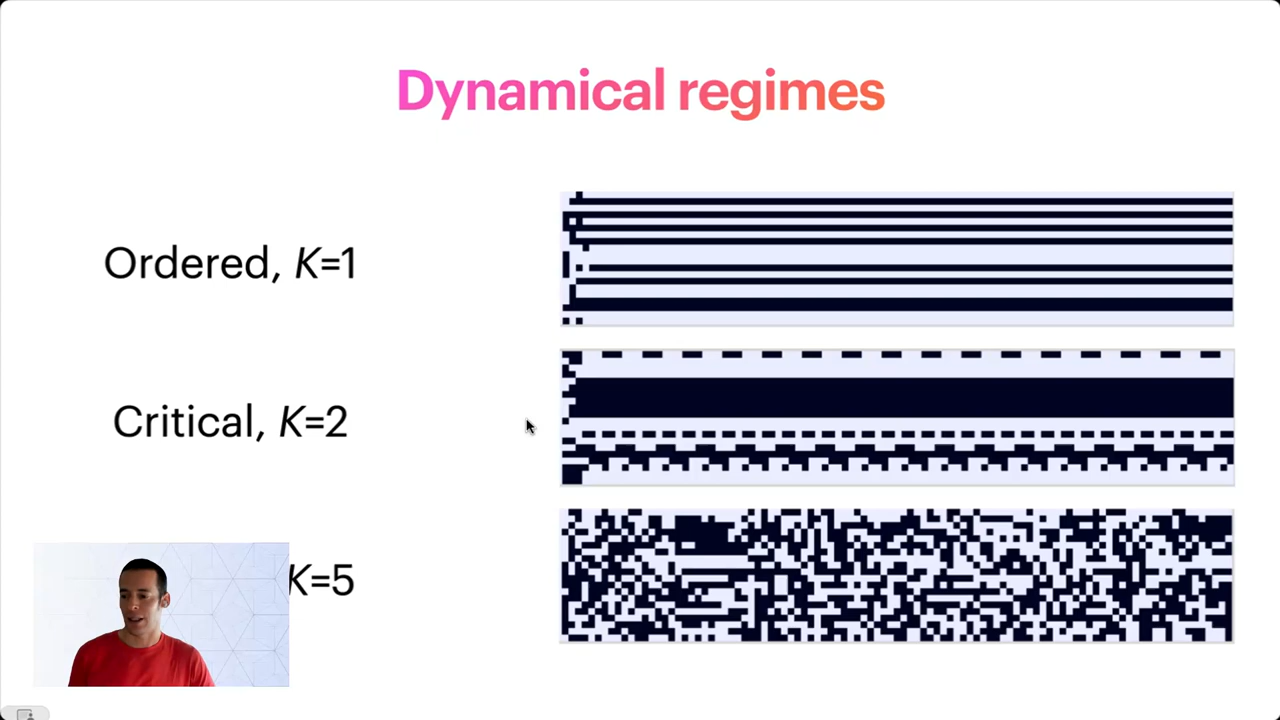 Dynamical regimes
Ordered, K=1
Critical, K=2
K=5